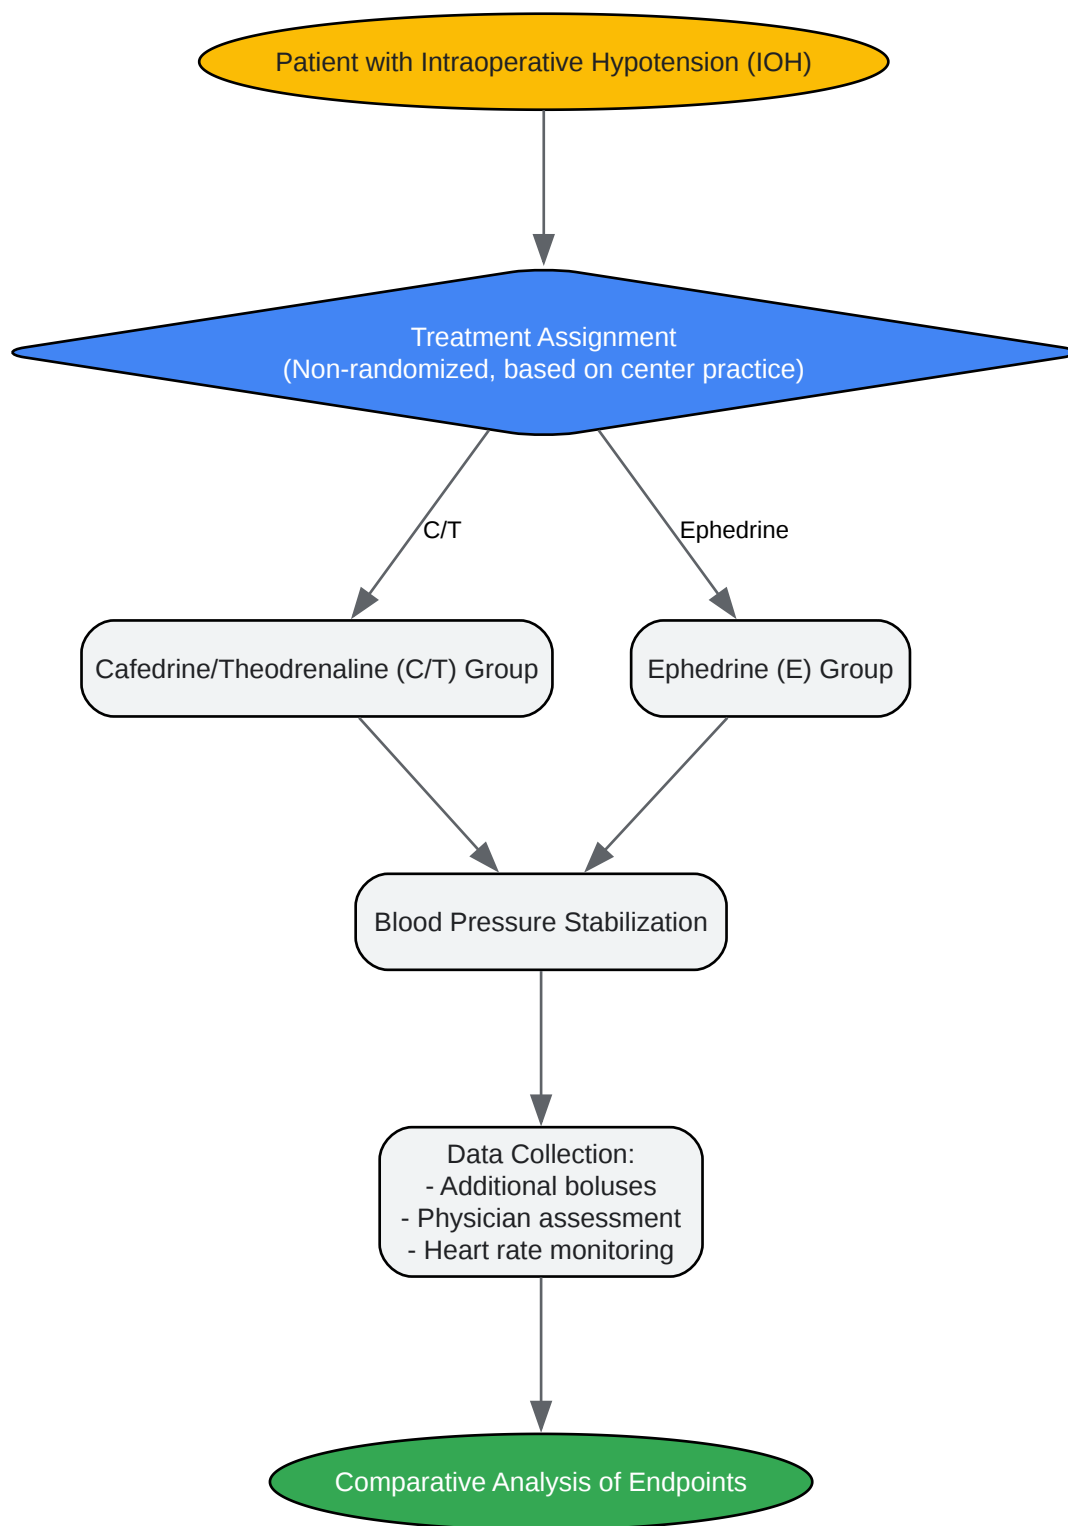 Patient with Intraoperative Hypotension (IOH)
Treatment Assignment
(Non-randomized, based on center practice)
C/T
Ephedrine
Cafedrine/Theodrenaline (C/T) Group
Ephedrine (E) Group
Blood Pressure Stabilization
Data Collection:
- Additional boluses
- Physician assessment
- Heart rate monitoring
Comparative Analysis of Endpoints